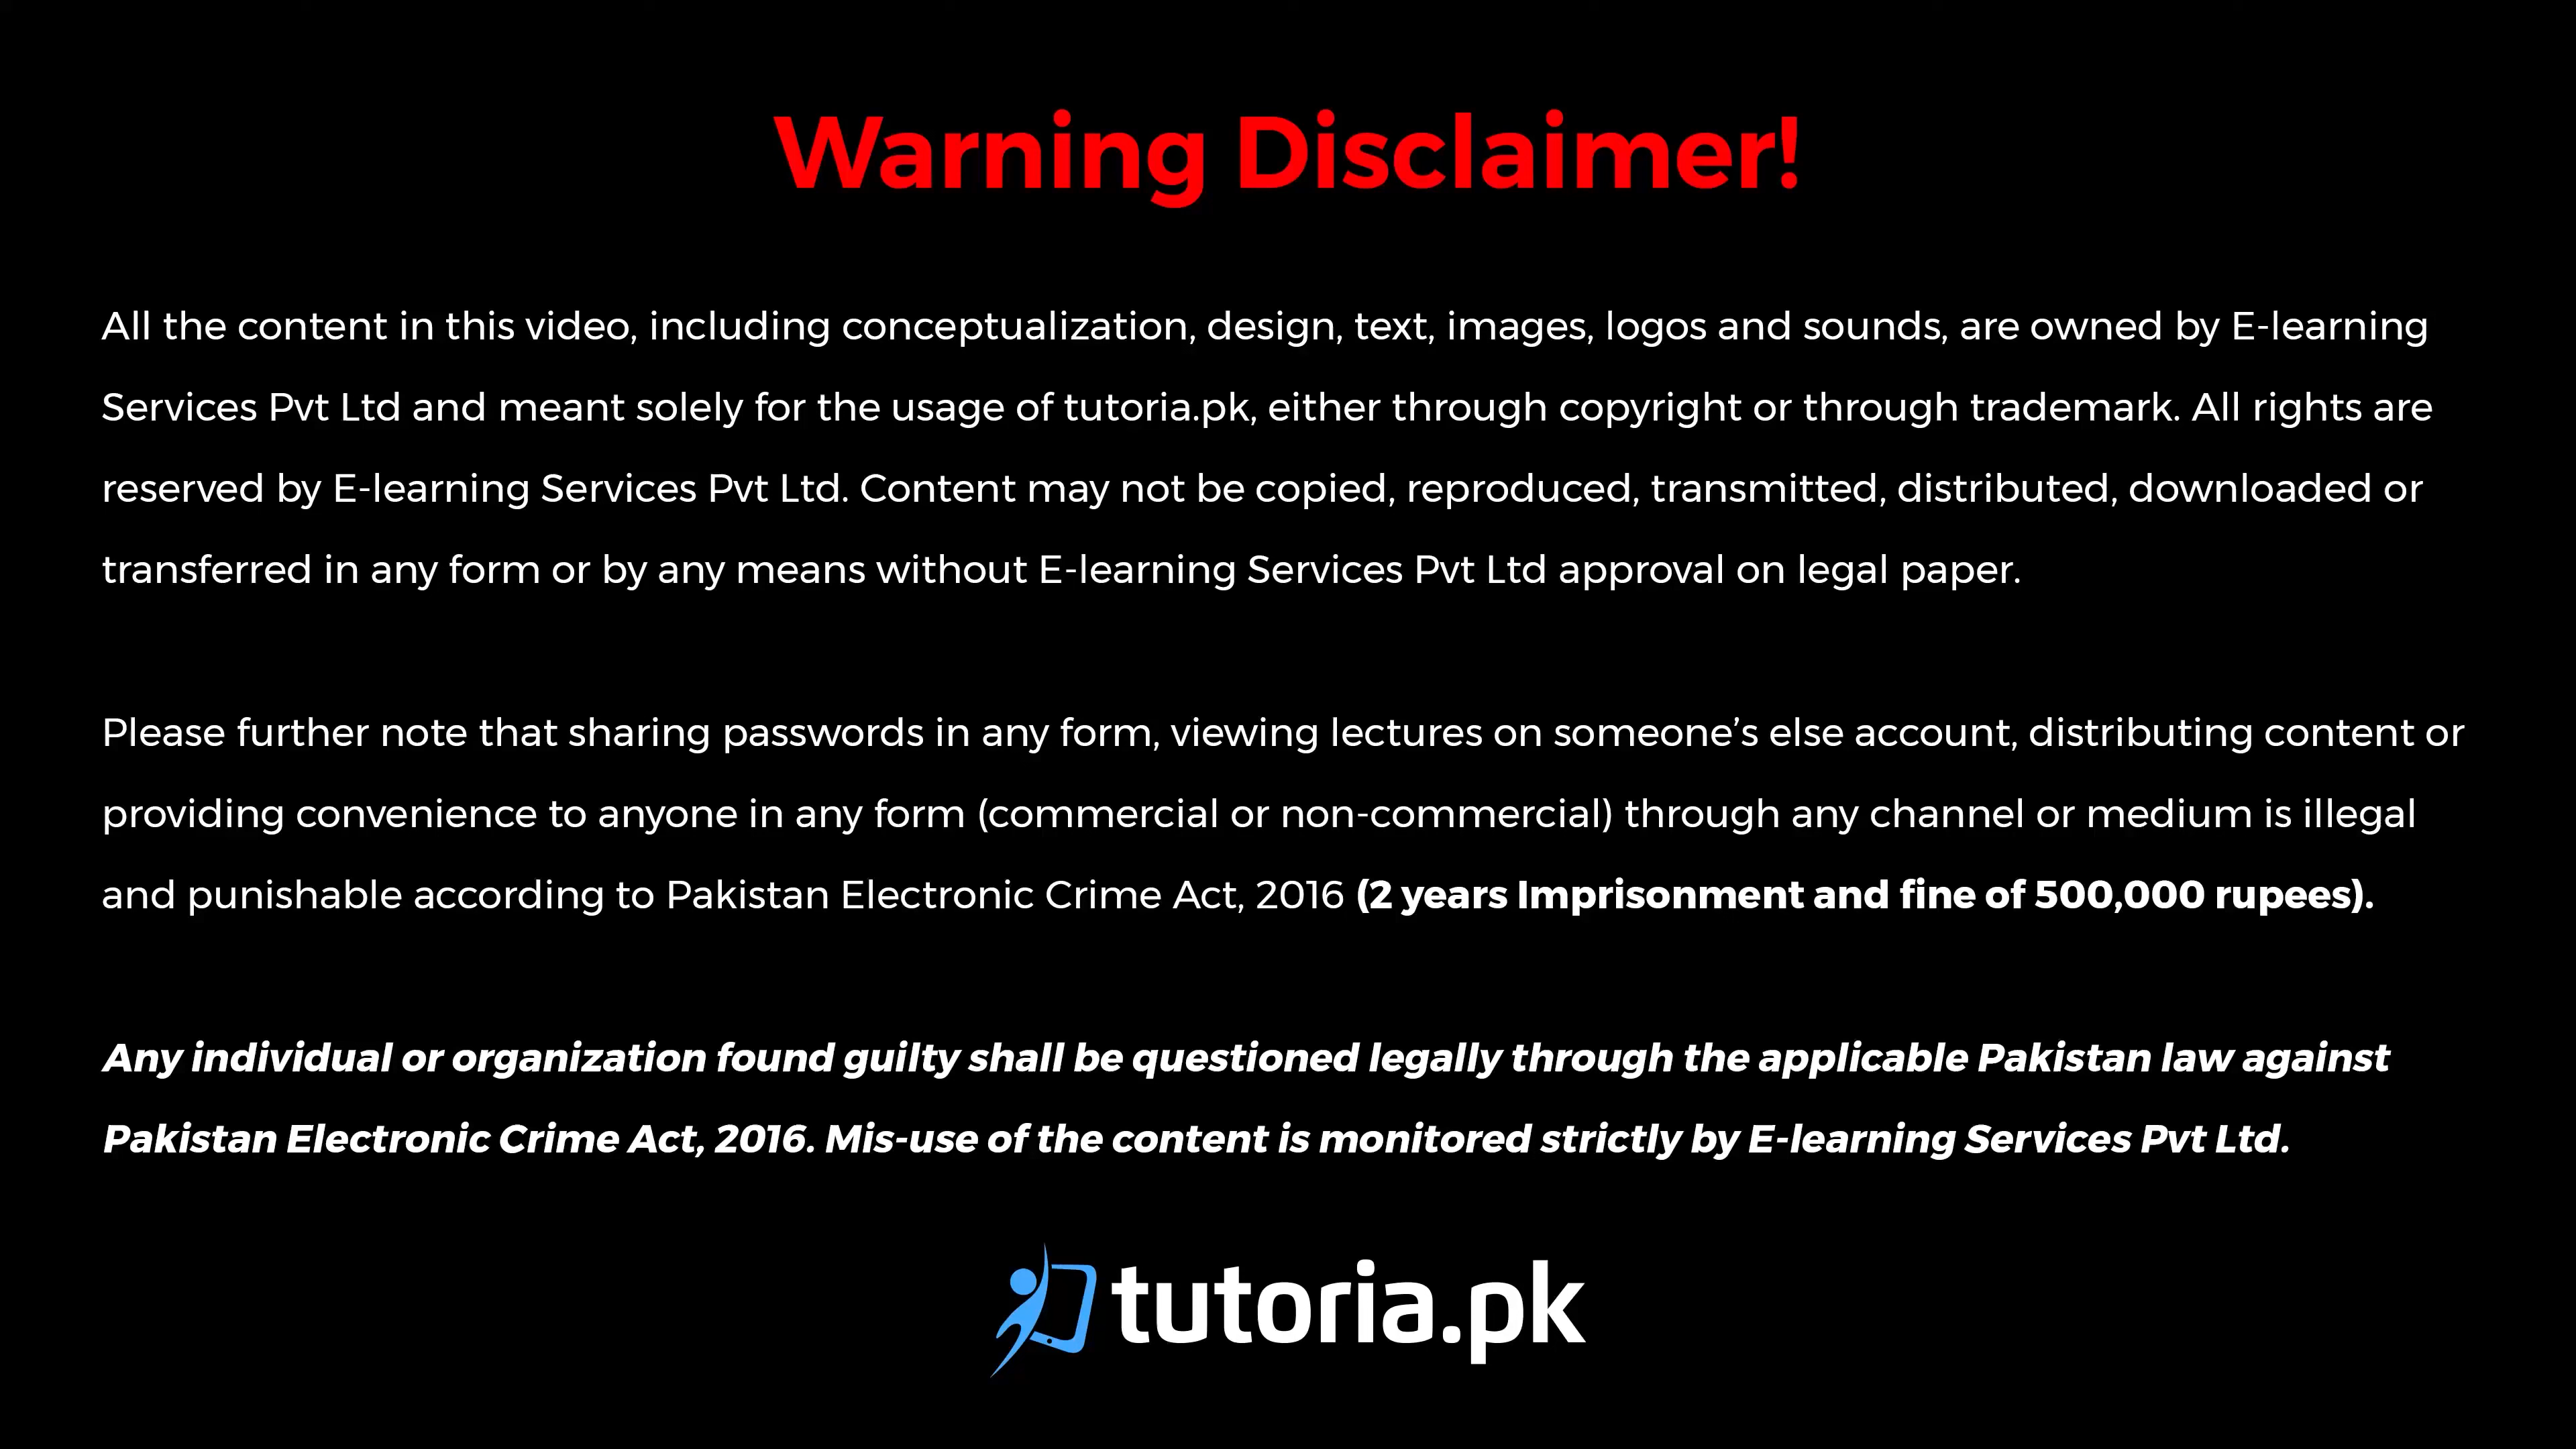 Warning Disclaimer!
All the content in this video, including conceptualization, design, text, images, logos and sounds, are owned by E-learning
Services Pvt Ltd and meant solely for the usage of tutoria.pk, either through copyright or through trademark. All rights are
reserved by E-learning Services Pvt Ltd. Content may not be copied, reproduced, transmitted, distributed, downloaded or
transferred in any form or by any means without E-learning Services Pvt Ltd approval on legal paper.
Please further note that sharing passwords in any form, viewing lectures on someone’s else account, distributing content or
providing convenience to anyone in any form (commercial or non-commercial) through any channel or medium is illegal
and punishable according to Pakistan Electronic Crime Act, 2016 (2 years Imprisonment and fine of 500,000 rupees).
Any individual or organization found guilty shall be questioned legally through the applicable Pakistan law against
Pakistan Electronic Crime Act, 2016. Mis-use of the content is monitored strictly by E-learning Services Pvt Ltd.
tutoria.pk